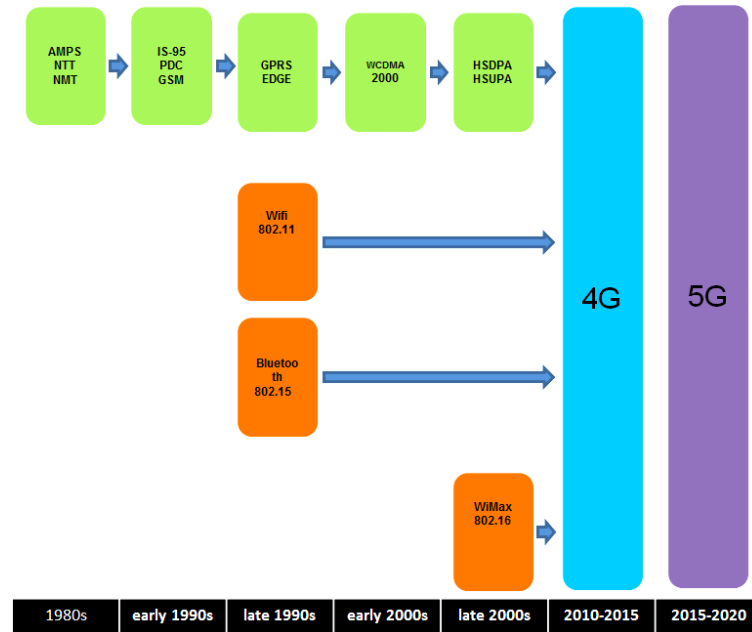 AMPS
NTT
NMT
IS-95
PDC
GSM
GPRS
EDGE
WCDMA
2000
HSDPA
HSUPA
Wifi
802.11
Bluetoo
th
802.15
WiMax
802.16
4G
5G
1980s
early 1990s
late 1990s
early 2000s
late 2000s
2010-2015
2015-2020